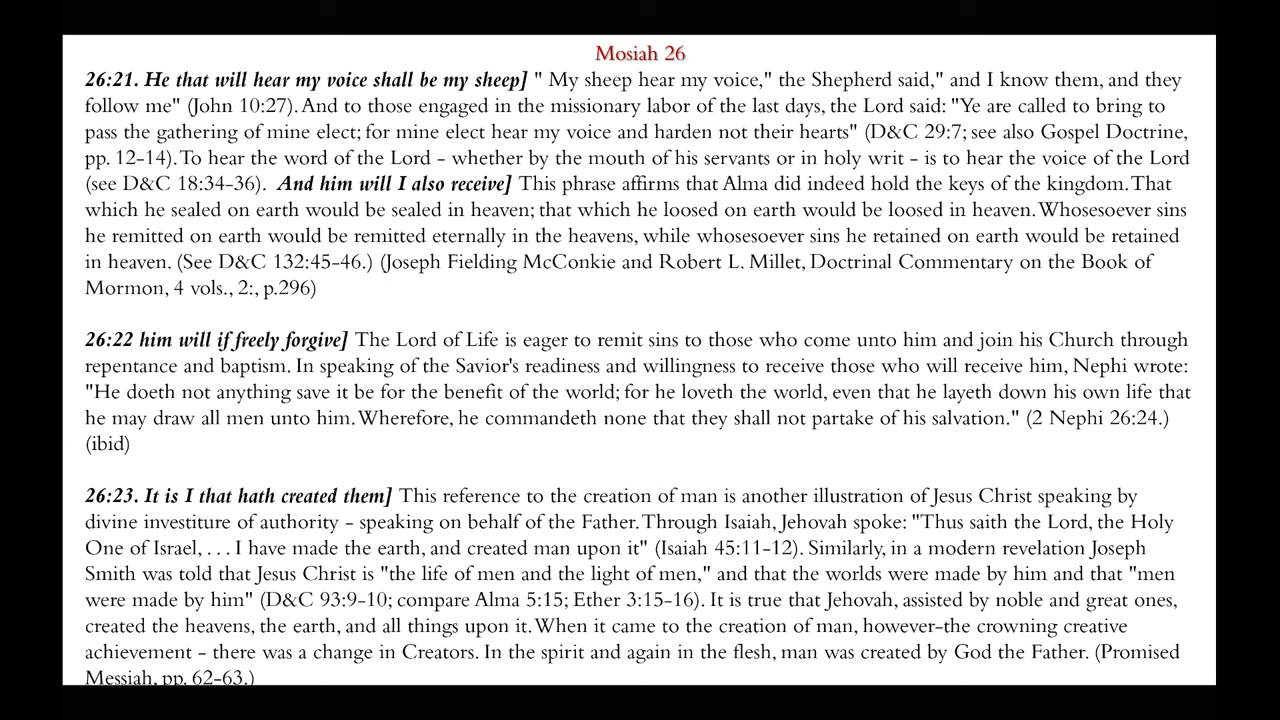 Mosiah 26
26:21. He that will hear my voice shall be my sheep] " My sheep hear my voice," the Shepherd said," and I know them, and they
follow me" (John 10:27). And to those engaged in the missionary labor of the last days, the Lord said: "Ye are called to bring to
pass the gathering of mine elect; for mine elect hear my voice and harden not their hearts" (D&C 29:7; see also Gospel Doctrine,
pp. 12-14). To hear the word of the Lord - whether by the mouth of his servants or in holy writ - is to hear the voice of the Lord
(see D&C 18:34-36). And him will I also receive] This phrase affirms that Alma did indeed hold the keys of the kingdom. That
which he sealed on earth would be sealed in heaven; that which he loosed on earth would be loosed in heaven. Whosesoever sins
he remitted on earth would be remitted eternally in the heavens, while whosesoever sins he retained on earth would be retained
in heaven. (See D&C 132:45-46.) (Joseph Fielding McConkie and Robert L. Millet, Doctrinal Commentary on the Book of
Mormon, 4 vols., 2:, p.296)
26:22 him will if freely forgive] The Lord of Life is eager to remit sins to those who come unto him and join his Church through
repentance and baptism. In speaking of the Savior's readiness and willingness to receive those who will receive him, Nephi wrote:
"He doeth not anything save it be for the benefit of the world; for he loveth the world, even that he layeth down his own life that
he may draw all men unto him. Wherefore, he commandeth none that they shall not partake of his salvation." (2 Nephi 26:24.)
(ibid)
26:23. It is I that hath created them] This reference to the creation of man is another illustration of Jesus Christ speaking by
divine investiture of authority - speaking on behalf of the Father. Through Isaiah, Jehovah spoke: "Thus saith the Lord, the Holy
One of Israel, . . . I have made the earth, and created man upon it" (Isaiah 45:11-12). Similarly, in a modern revelation Joseph
Smith was told that Jesus Christ is "the life of men and the light of men," and that the worlds were made by him and that "men
were made by him" (D&C 93:9-10; compare Alma 5:15; Ether 3:15-16). It is true that Jehovah, assisted by noble and great ones,
created the heavens, the earth, and all things upon it. When it came to the creation of man, however-the crowning creative
achievement - there was a change in Creators. In the spirit and again in the flesh, man was created by God the Father. (Promised
Messiah, pp. 62-63.)